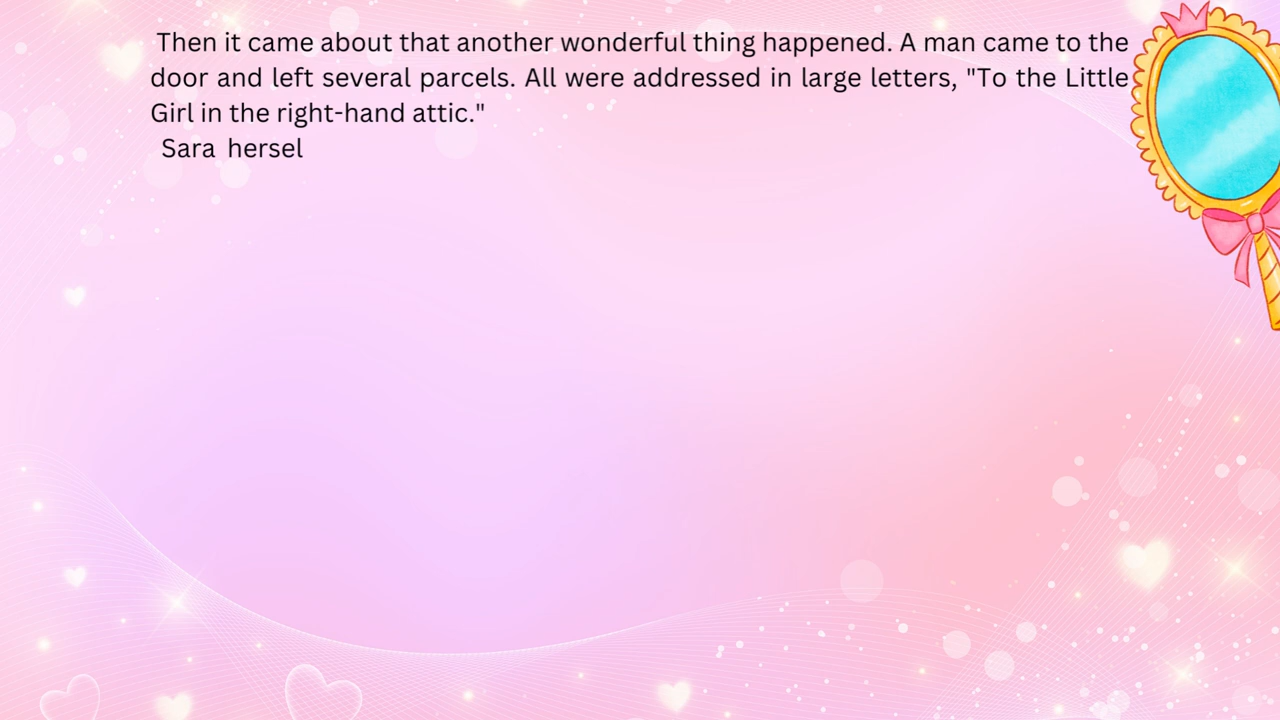 Then it came about that another wonderful thing happened. A man came to the
door and left several parcels. All were addressed in large letters, "To the Little
Girl in the right-hand attic."
Sara hersel